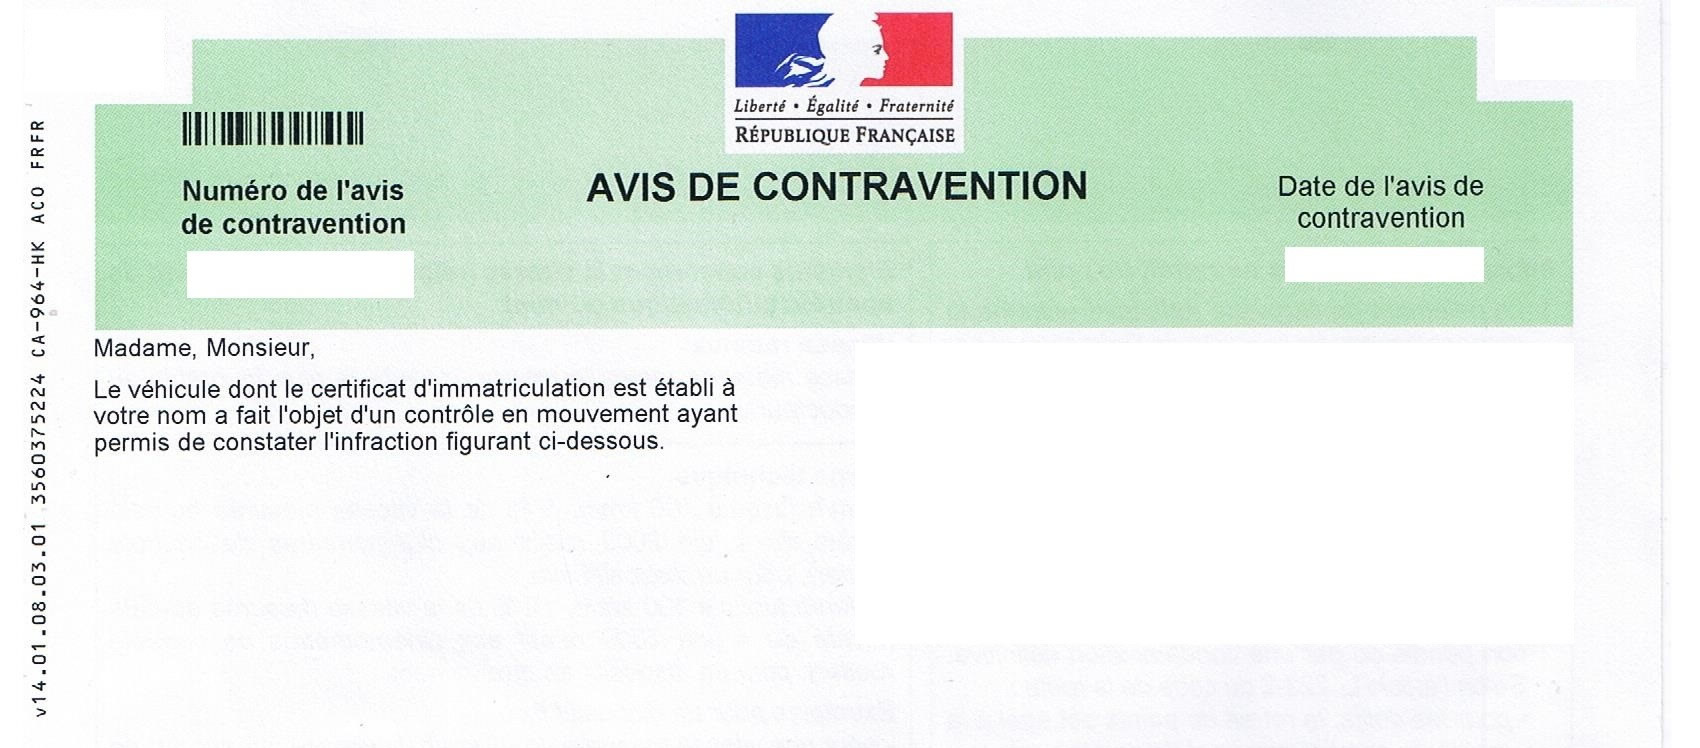 Liberté • Égalité • Fraternité
RÉPUBLIQUE FRANÇAISE
Numéro de l'avis
de contravention
AVIS DE CONTRAVENTION
Date de l'avis de
contravention
Madame, Monsieur,
Le véhicule dont le certificat d'immatriculation est établi à
votre nom a fait l'objet d'un contrôle en mouvement ayant
permis de constater l'infraction figurant ci-dessous.
v14.01.08.03.01 3560375224 CA-964-HK ACO FRFR